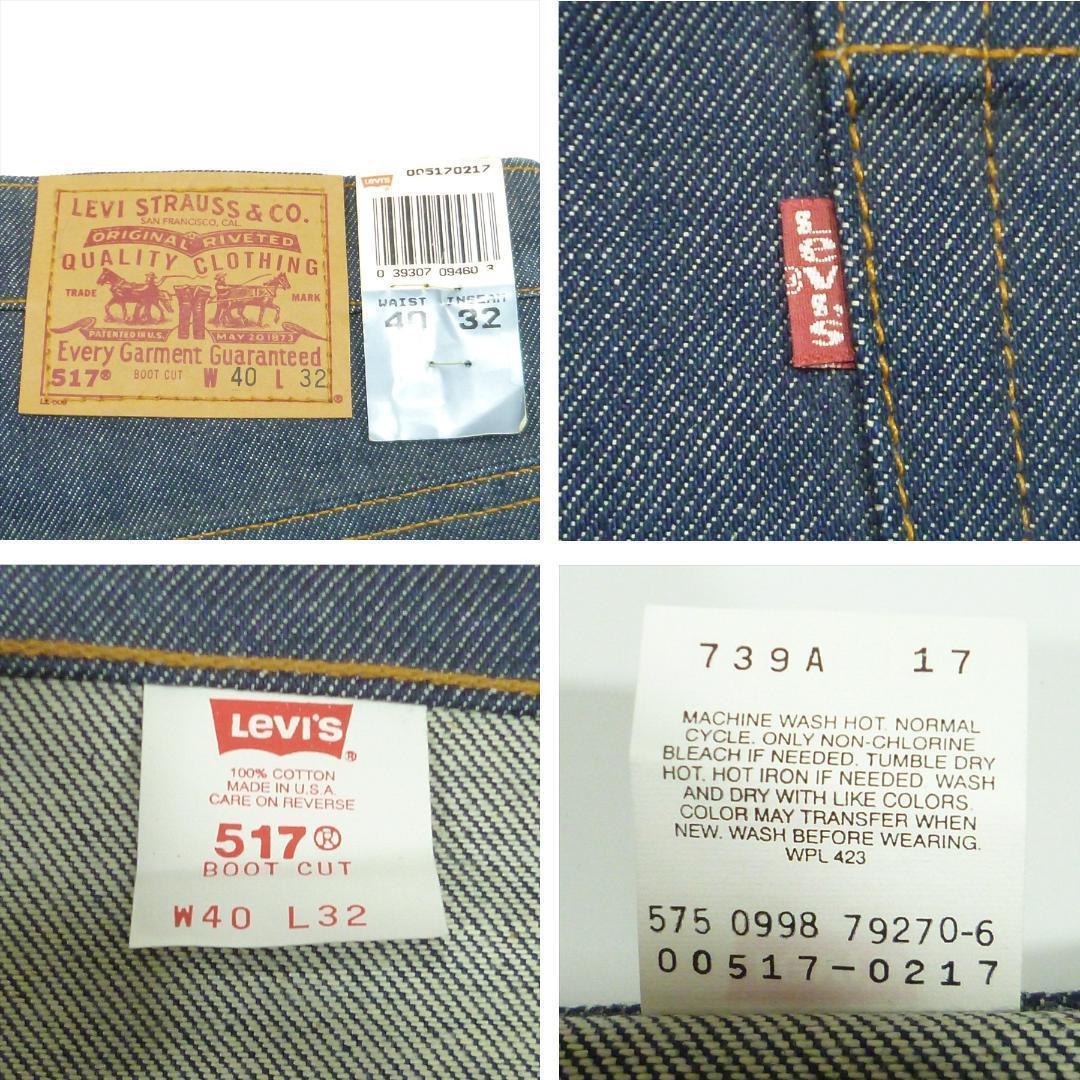 LEVI STRAUSS & CO.
SAN FRANCISCO, CAL.
ORIGINAL RIVETED
QUALITY CLOTHING
TRADE MARK
PATENTED IN U.S. MAY 20 1873
Every Garment Guaranteed
517® BOOT CUT W 40 L 32
®
LEVI'S 005170217
0 39307 09460 3
WAIST INSEAM
40 32
Levi's
®
LEVI'S
®
100% COTTON
MADE IN U.S.A.
CARE ON REVERSE
517®
BOOT CUT
W40 L32
739A 17
MACHINE WASH HOT. NORMAL
CYCLE. ONLY NON-CHLORINE
BLEACH IF NEEDED. TUMBLE DRY
HOT. HOT IRON IF NEEDED. WASH
AND DRY WITH LIKE COLORS.
COLOR MAY TRANSFER WHEN
NEW. WASH BEFORE WEARING.
WPL 423
575 0998 79270-6
00517-0217